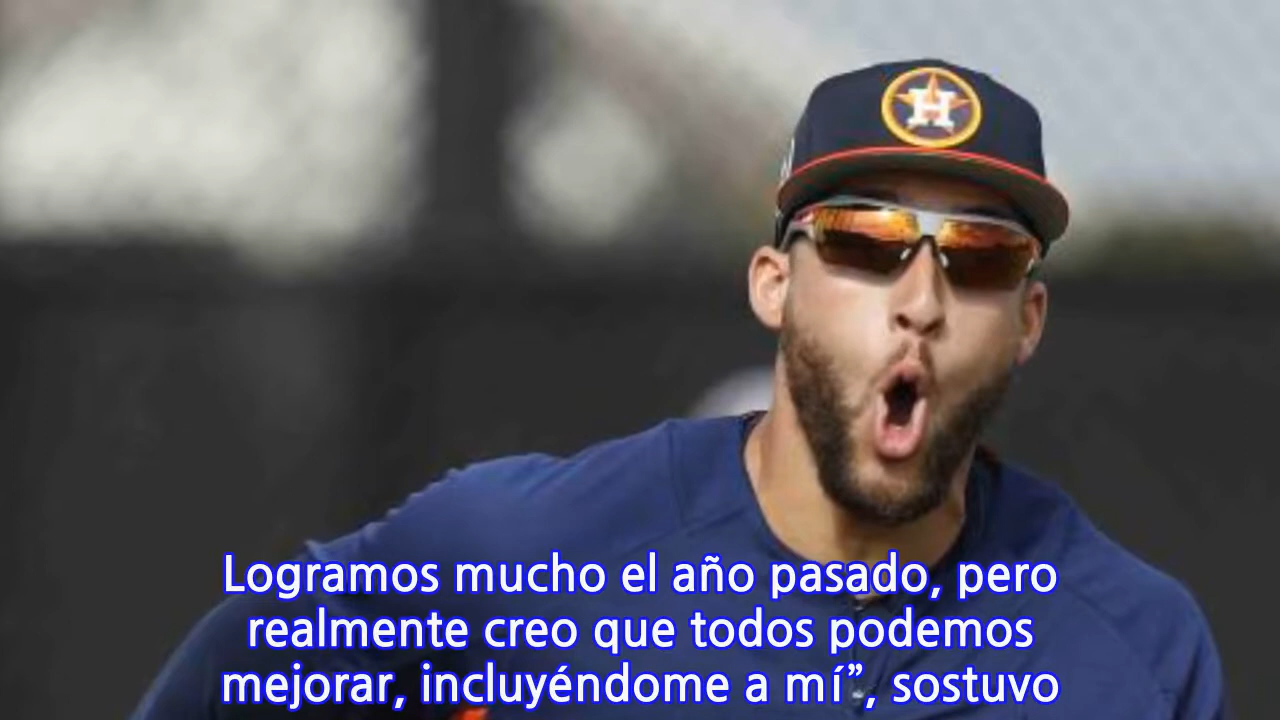 H
Logramos mucho el año pasado, pero
realmente creo que todos podemos
mejorar, incluyéndome a mí”, sostuvo